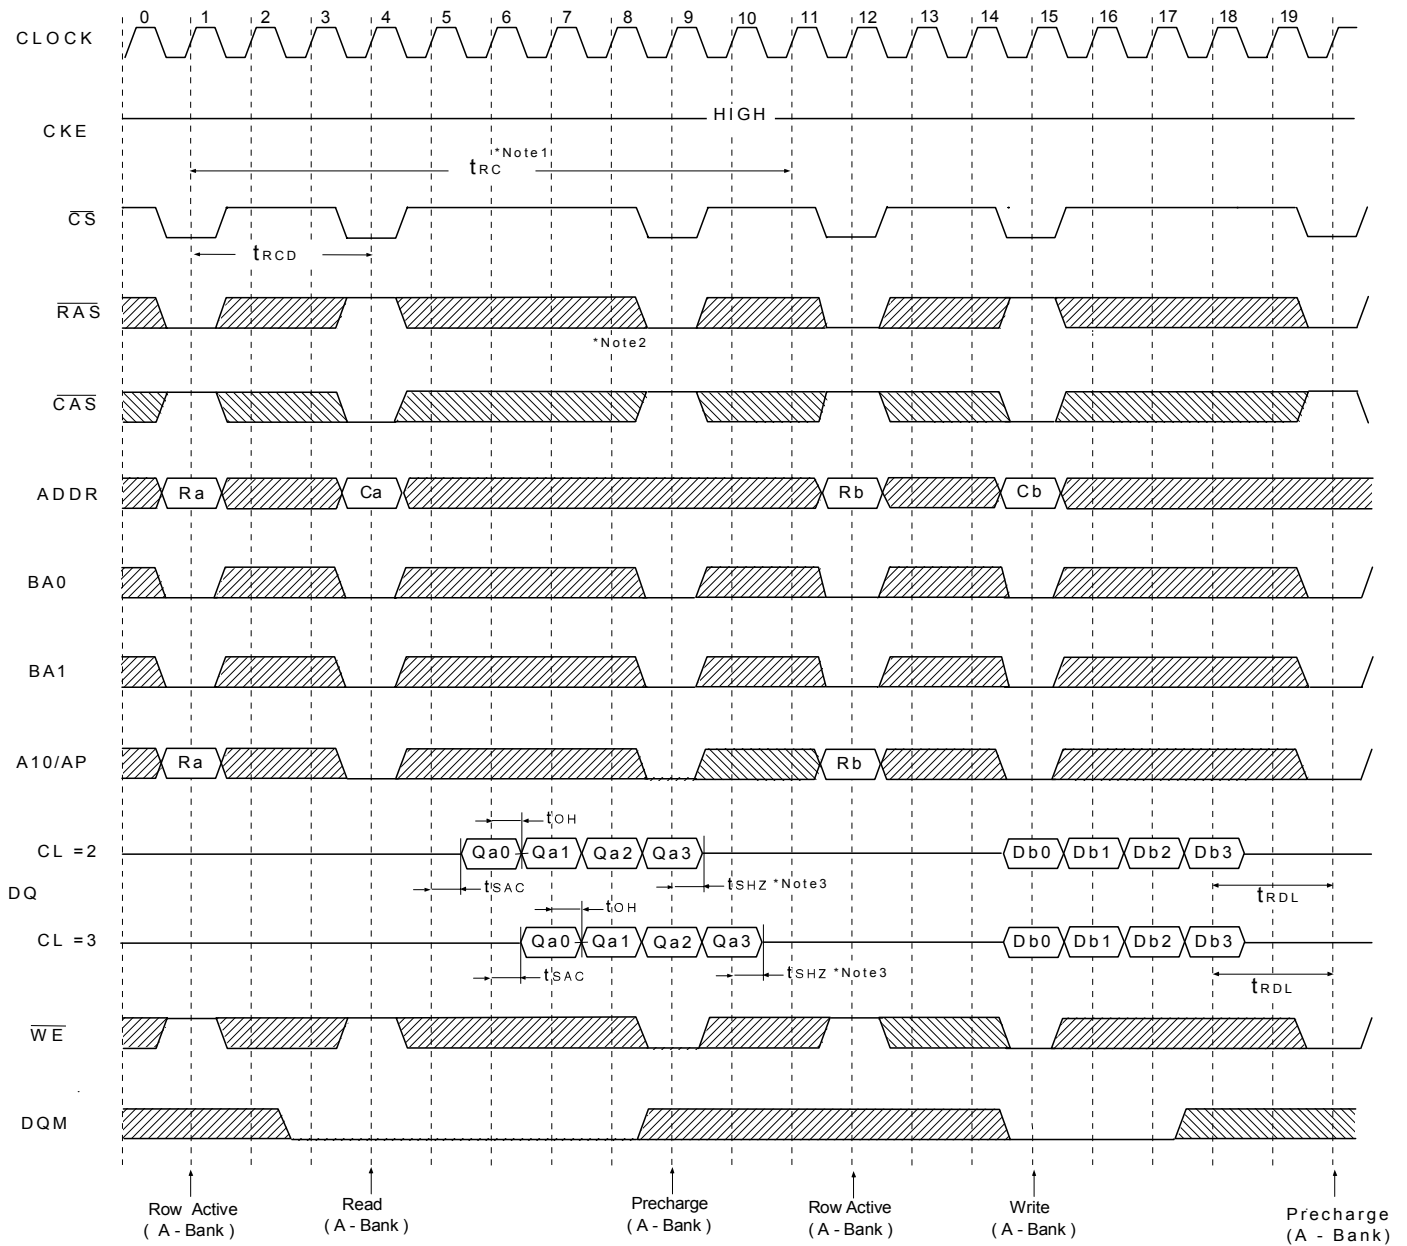 0 1 2 3 4 5 6 7 8 9 10 11 12 13 14 15 16 17 18 19
CLOCK
HIGH
CKE
*Note1
tRC
CS
tRCD
RAS
*Note2
CAS
ADDR Ra Ca Rb Cb
BA0
BA1
A10/AP Ra Rb
tOH
CL =2 Qa0 Qa1 Qa2 Qa3 Db0 Db1 Db2 Db3
tSAC tSHZ *Note3
DQ tRDL
tOH
CL =3 Qa0 Qa1 Qa2 Qa3 Db0 Db1 Db2 Db3
tSAC tSHZ *Note3
tRDL
WE
DQM
Row Active
( A - Bank )
Read
( A - Bank )
Precharge
( A - Bank )
Row Active
( A - Bank )
Write
( A - Bank )
Precharge
(A - Bank)